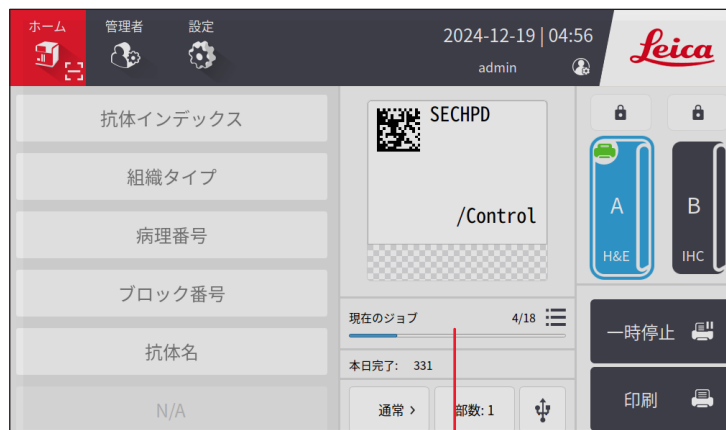 ホーム
管理者
設定
2024-12-19 | 04:56
admin
Leica
抗体インデックス
組織タイプ
病理番号
ブロック番号
抗体名
N/A
SECHPD
/Control
現在のジョブ 4/18
本日完了: 331
通常 >
部数: 1
A
H&E
B
IHC
一時停止
印刷